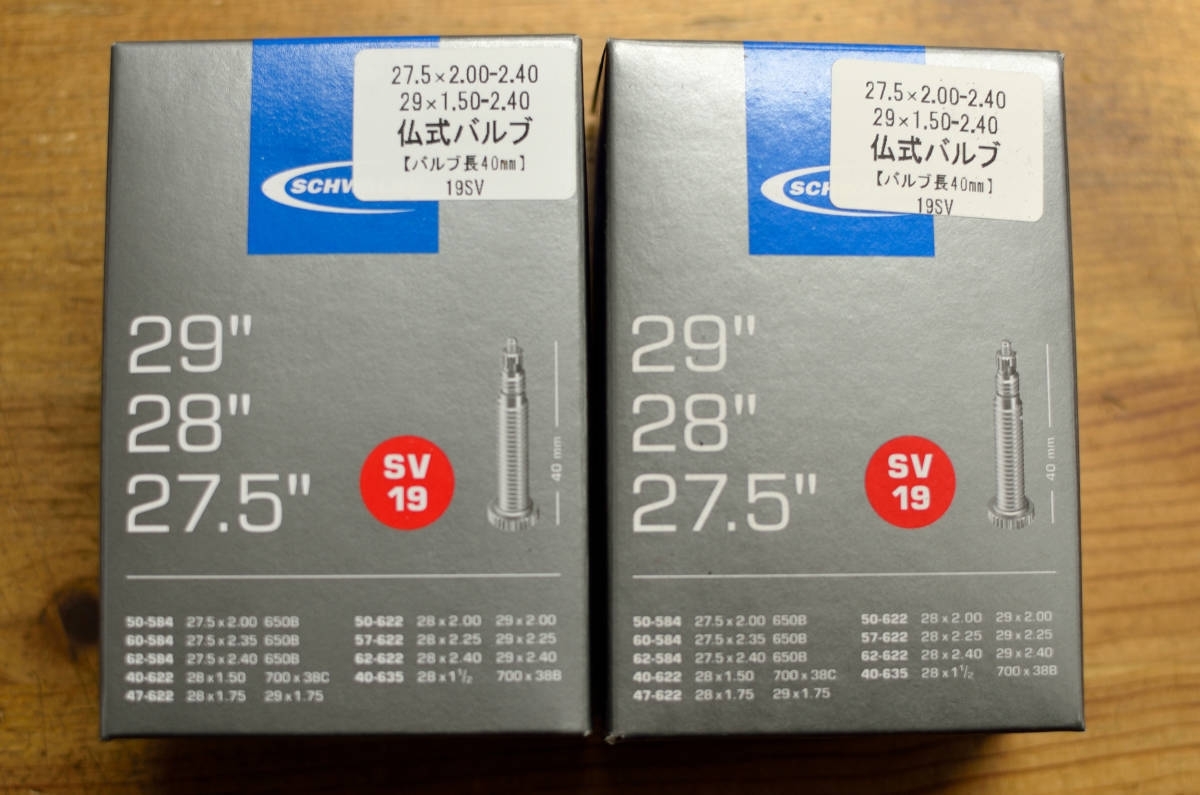 27.5×2.00-2.40
29×1.50-2.40
仏式バルブ
【バルブ長40mm】
19SV
SCHW
29"
28"
27.5"
SV
19
40 mm
50-584 27.5 x 2.00 650B
60-584 27.5 x 2.35 650B
62-584 27.5 x 2.40 650B
40-622 28 x 1.50 700 x 38C
47-622 28 x 1.75 29 x 1.75
50-622 28 x 2.00 29 x 2.00
57-622 28 x 2.25 29 x 2.25
62-622 28 x 2.40 29 x 2.40
40-635 28 x 1½ 700 x 38B
27.5×2.00-2.40
29×1.50-2.40
仏式バルブ
【バルブ長40mm】
19SV
SCH
29"
28"
27.5"
SV
19
40 mm
50-584 27.5 x 2.00 650B
60-584 27.5 x 2.35 650B
62-584 27.5 x 2.40 650B
40-622 28 x 1.50 700 x 38C
47-622 28 x 1.75 29 x 1.75
50-622 28 x 2.00 29 x 2.00
57-622 28 x 2.25 29 x 2.25
62-622 28 x 2.40 29 x 2.40
40-635 28 x 1½ 700 x 38B